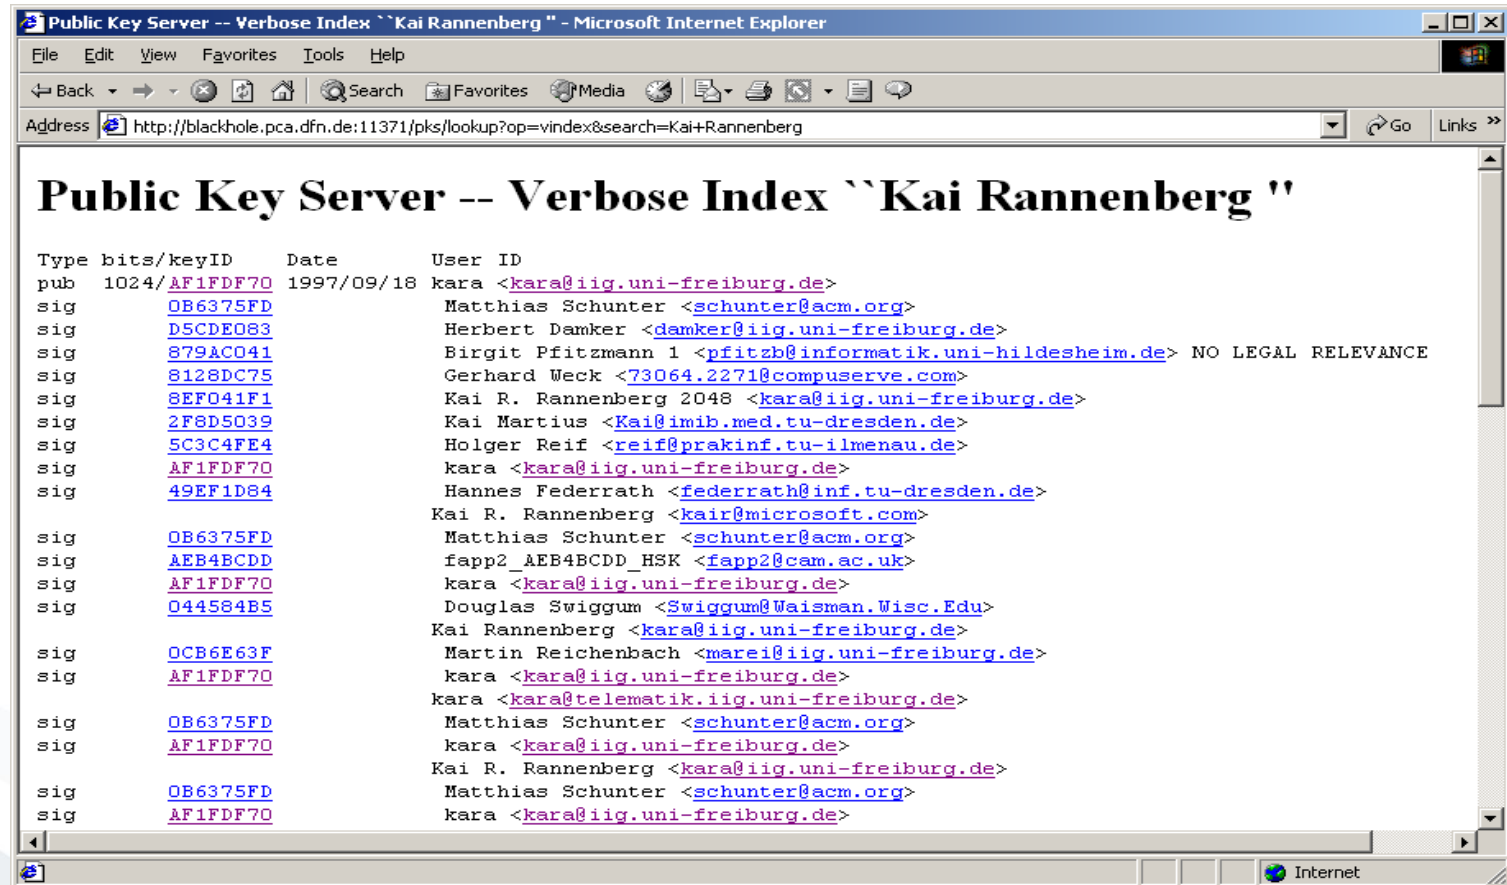 Public Key Server -- Verbose Index ``Kai Rannenberg '' - Microsoft Internet Explorer
File Edit View Favorites Tools Help
Back Search Favorites Media
Address http://blackhole.pca.dfn.de:11371/pks/lookup?op=vindex&search=Kai+Rannenberg Go Links »
Public Key Server -- Verbose Index ``Kai Rannenberg ''
Type bits/keyID Date User ID
pub 1024/AF1FDF70 1997/09/18 kara <kara@iig.uni-freiburg.de>
sig 0B6375FD Matthias Schunter <schunter@acm.org>
sig D5CDE083 Herbert Damker <damker@iig.uni-freiburg.de>
sig 879AC041 Birgit Pfitzmann 1 <pfitzb@informatik.uni-hildesheim.de> NO LEGAL RELEVANCE
sig 8128DC75 Gerhard Weck <73064.2271@compuserve.com>
sig 8EF041F1 Kai R. Rannenberg 2048 <kara@iig.uni-freiburg.de>
sig 2F8D5039 Kai Martius <Kai@imib.med.tu-dresden.de>
sig 5C3C4FE4 Holger Reif <reif@prakinf.tu-ilmenau.de>
sig AF1FDF70 kara <kara@iig.uni-freiburg.de>
sig 49EF1D84 Hannes Federrath <federrath@inf.tu-dresden.de>
Kai R. Rannenberg <kair@microsoft.com>
sig 0B6375FD Matthias Schunter <schunter@acm.org>
sig AEB4BCDD fapp2_AEB4BCDD_HSK <fapp2@cam.ac.uk>
sig AF1FDF70 kara <kara@iig.uni-freiburg.de>
sig 044584B5 Douglas Swiggum <Swiggum@Waisman.Wisc.Edu>
Kai Rannenberg <kara@iig.uni-freiburg.de>
sig 0CB6E63F Martin Reichenbach <marei@iig.uni-freiburg.de>
sig AF1FDF70 kara <kara@iig.uni-freiburg.de>
kara <kara@telematik.iig.uni-freiburg.de>
sig 0B6375FD Matthias Schunter <schunter@acm.org>
sig AF1FDF70 kara <kara@iig.uni-freiburg.de>
Kai R. Rannenberg <kara@iig.uni-freiburg.de>
sig 0B6375FD Matthias Schunter <schunter@acm.org>
sig AF1FDF70 kara <kara@iig.uni-freiburg.de>
Internet